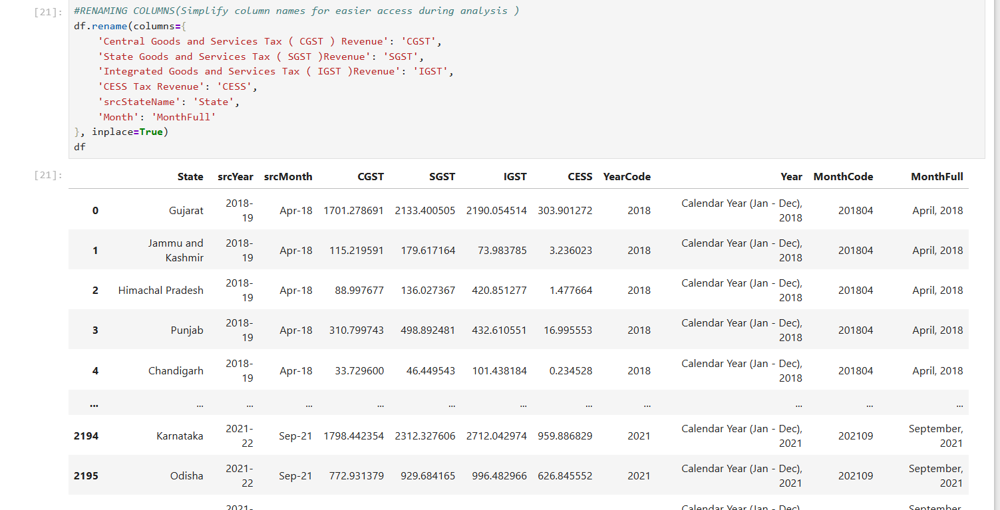 [21]: #RENAMING COLUMNS(Simplify column names for easier access during analysis )
df.rename(columns={
'Central Goods and Services Tax ( CGST ) Revenue': 'CGST',
'State Goods and Services Tax ( SGST )Revenue': 'SGST',
'Integrated Goods and Services Tax ( IGST )Revenue': 'IGST',
'CESS Tax Revenue': 'CESS',
'srcStateName': 'State',
'Month': 'MonthFull'
}, inplace=True)
df
[21]: State srcYear srcMonth CGST SGST IGST CESS YearCode Year MonthCode MonthFull
0 Gujarat 2018-19 Apr-18 1701.278691 2133.400505 2190.054514 303.901272 2018 Calendar Year (Jan - Dec), 2018 201804 April, 2018
1 Jammu and Kashmir 2018-19 Apr-18 115.219591 179.617164 73.983785 3.236023 2018 Calendar Year (Jan - Dec), 2018 201804 April, 2018
2 Himachal Pradesh 2018-19 Apr-18 88.997677 136.027367 420.851277 1.477664 2018 Calendar Year (Jan - Dec), 2018 201804 April, 2018
3 Punjab 2018-19 Apr-18 310.799743 498.892481 432.610551 16.995553 2018 Calendar Year (Jan - Dec), 2018 201804 April, 2018
4 Chandigarh 2018-19 Apr-18 33.729600 46.449543 101.438184 0.234528 2018 Calendar Year (Jan - Dec), 2018 201804 April, 2018
... ... ... ... ... ... ... ... ... ... ... ...
2194 Karnataka 2021-22 Sep-21 1798.442354 2312.327606 2712.042974 959.886829 2021 Calendar Year (Jan - Dec), 2021 202109 September, 2021
2195 Odisha 2021-22 Sep-21 772.931379 929.684165 996.482966 626.845552 2021 Calendar Year (Jan - Dec), 2021 202109 September, 2021
2021- Calendar Year (Jan - Dec), September,